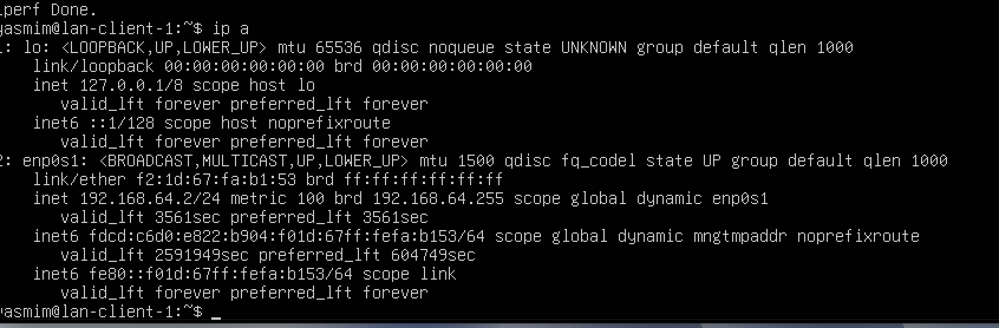 iperf Done.
yasmim@lan-client-1:~$ ip a
1: lo: <LOOPBACK,UP,LOWER_UP> mtu 65536 qdisc noqueue state UNKNOWN group default qlen 1000
    link/loopback 00:00:00:00:00:00 brd 00:00:00:00:00:00
    inet 127.0.0.1/8 scope host lo
       valid_lft forever preferred_lft forever
    inet6 ::1/128 scope host noprefixroute
       valid_lft forever preferred_lft forever
2: enp0s1: <BROADCAST,MULTICAST,UP,LOWER_UP> mtu 1500 qdisc fq_codel state UP group default qlen 1000
    link/ether f2:1d:67:fa:b1:53 brd ff:ff:ff:ff:ff:ff
    inet 192.168.64.2/24 metric 100 brd 192.168.64.255 scope global dynamic enp0s1
       valid_lft 3561sec preferred_lft 3561sec
    inet6 fdcd:c6d0:e822:b904:f01d:67ff:fefa:b153/64 scope global dynamic mngtmpaddr noprefixroute
       valid_lft 2591949sec preferred_lft 604749sec
    inet6 fe80::f01d:67ff:fefa:b153/64 scope link
       valid_lft forever preferred_lft forever
yasmim@lan-client-1:~$ _